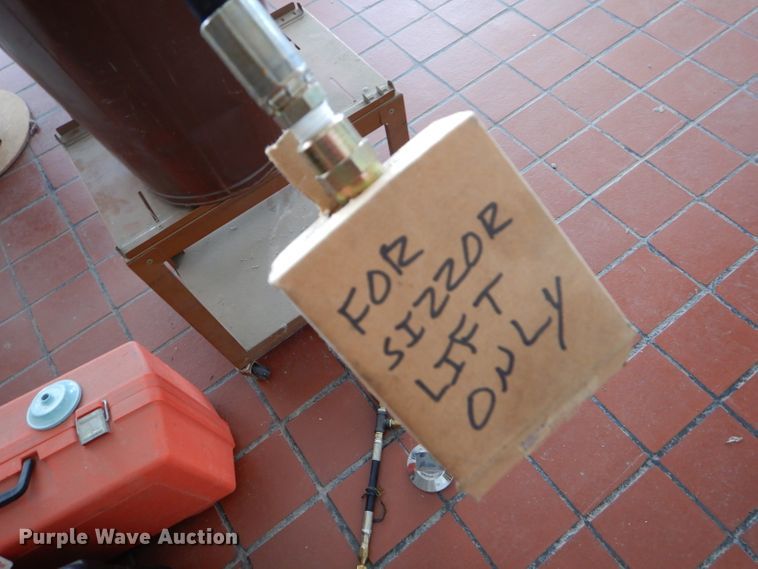 FOR
SIZZOR
LIFT
ONLY
Purple Wave Auction